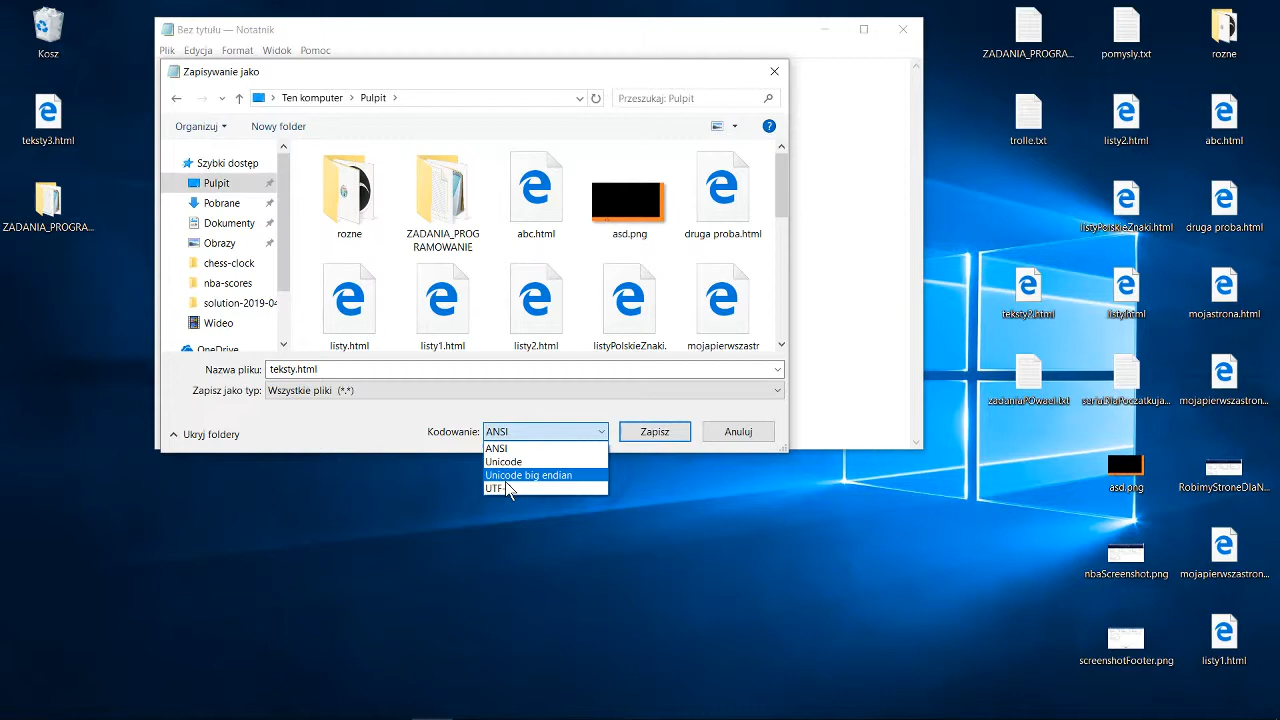 Kosz
teksty3.html
ZADANIA_PROGRA...
Bez tytułu — Notatnik
Plik Edycja Format Widok Pomoc
Zapisywanie jako
Ten komputer
Pulpit
Przeszukaj: Pulpit
Organizuj
Nowy folder
Szybki dostęp
Pulpit
Pobrane
Dokumenty
Obrazy
chess-clock
nba-scores
solution-2019-04
Wideo
OneDrive
rozne
ZADANIA_PROG
RAMOWANIE
abc.html
asd.png
druga proba.html
listy.html
listy1.html
listy2.html
listyPolskieZnaki.
mojapierwszastr
Nazwa pliku: teksty.html
Zapisz jako typ: Wszystkie pliki (*.*)
Ukryj foldery
Kodowanie: ANSI
Zapisz
Anuluj
ANSI
Unicode
Unicode big endian
UTF-
ZADANIA_PROGRA...
pomysly.txt
rozne
trolle.txt
listy2.html
abc.html
listyPolskieZnaki.html
druga proba.html
teksty2.html
listy.html
mojastrona.html
zadaniaPOwael.txt
seriaDlaPoczatkuja...
mojapierwszastron...
asd.png
RobimyStroneDlaN...
nbaScreenshot.png
mojapierwszastron...
screenshotFooter.png
listy1.html